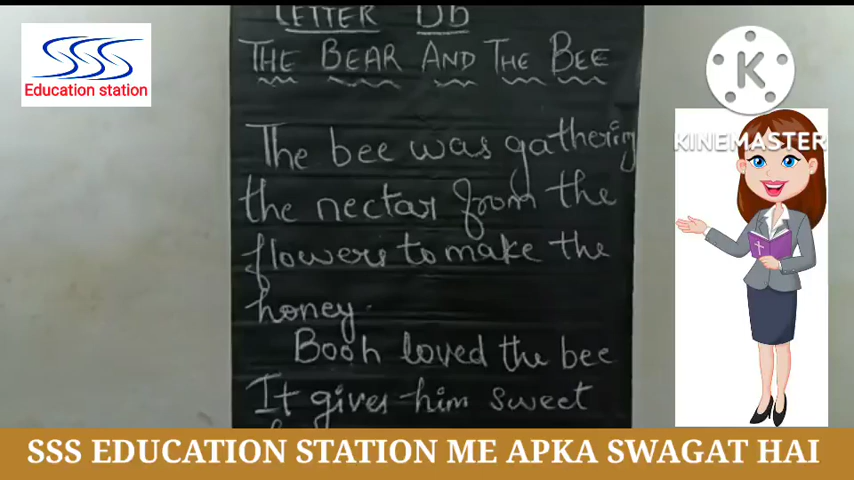 LETTER Bb
THE BEAR AND THE BEE
The bee was gathering
the nectar from the
flowers to make the
honey.
Booh loved the bee
It gives him sweet
SSS
Education station
K
KINEMASTER
SSS EDUCATION STATION ME APKA SWAGAT HAI